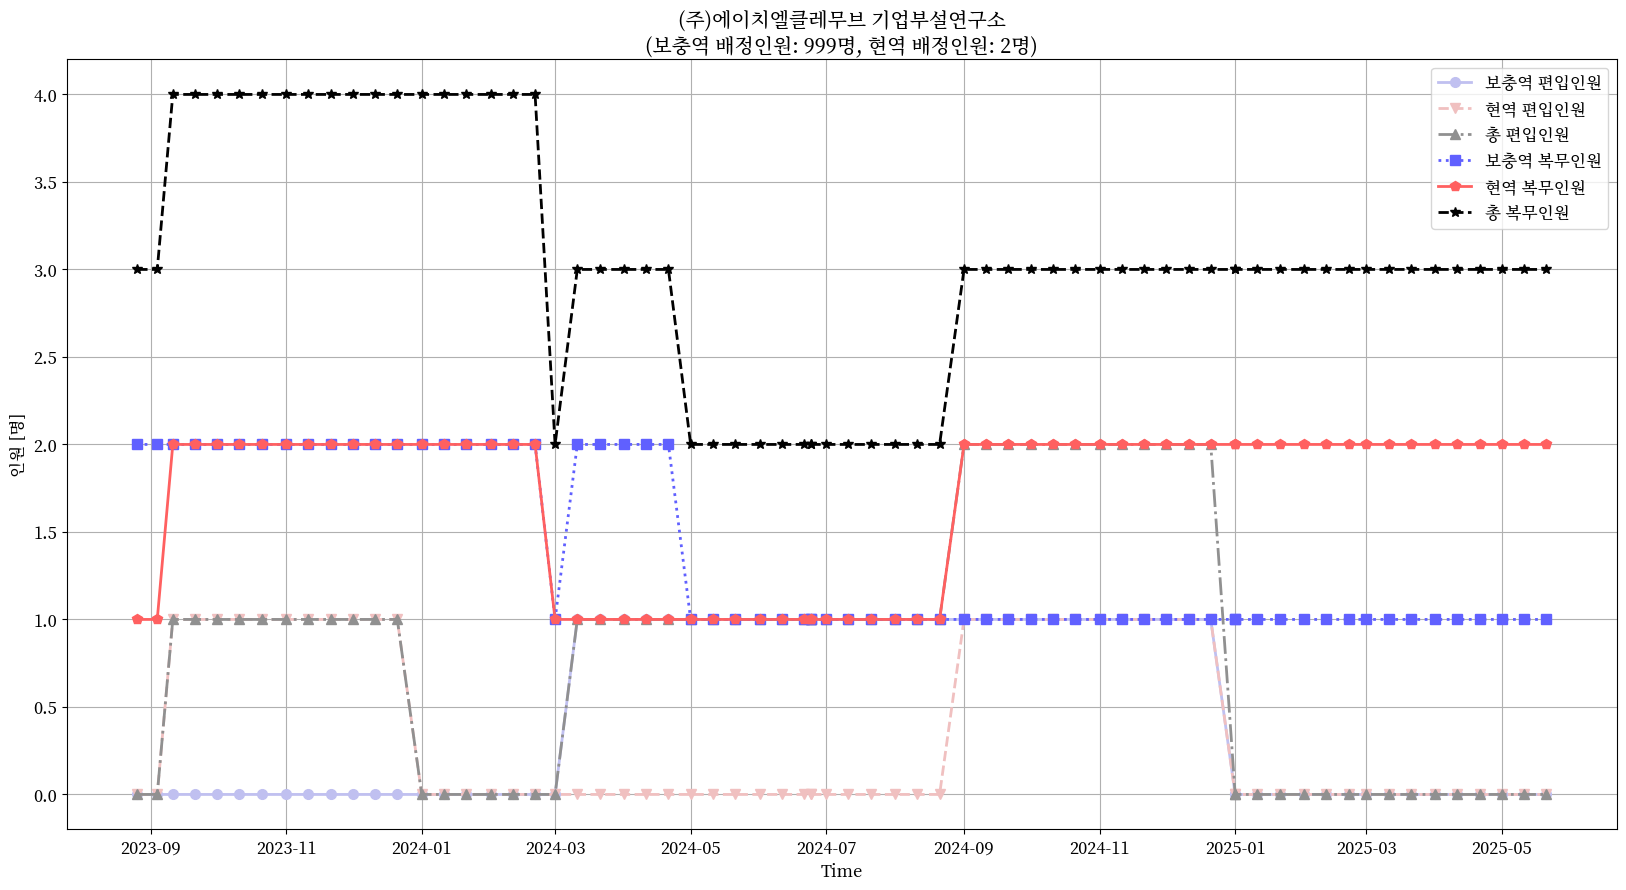 (주)에이치엘클레무브 기업부설연구소
(보충역 배정인원: 999명, 현역 배정인원: 2명)
보충역 편입인원
현역 편입인원
총 편입인원
보충역 복무인원
현역 복무인원
총 복무인원
인원 [명]
4.0
3.5
3.0
2.5
2.0
1.5
1.0
0.5
0.0
2023-09 2023-11 2024-01 2024-03 2024-05 2024-07 2024-09 2024-11 2025-01 2025-03 2025-05
Time